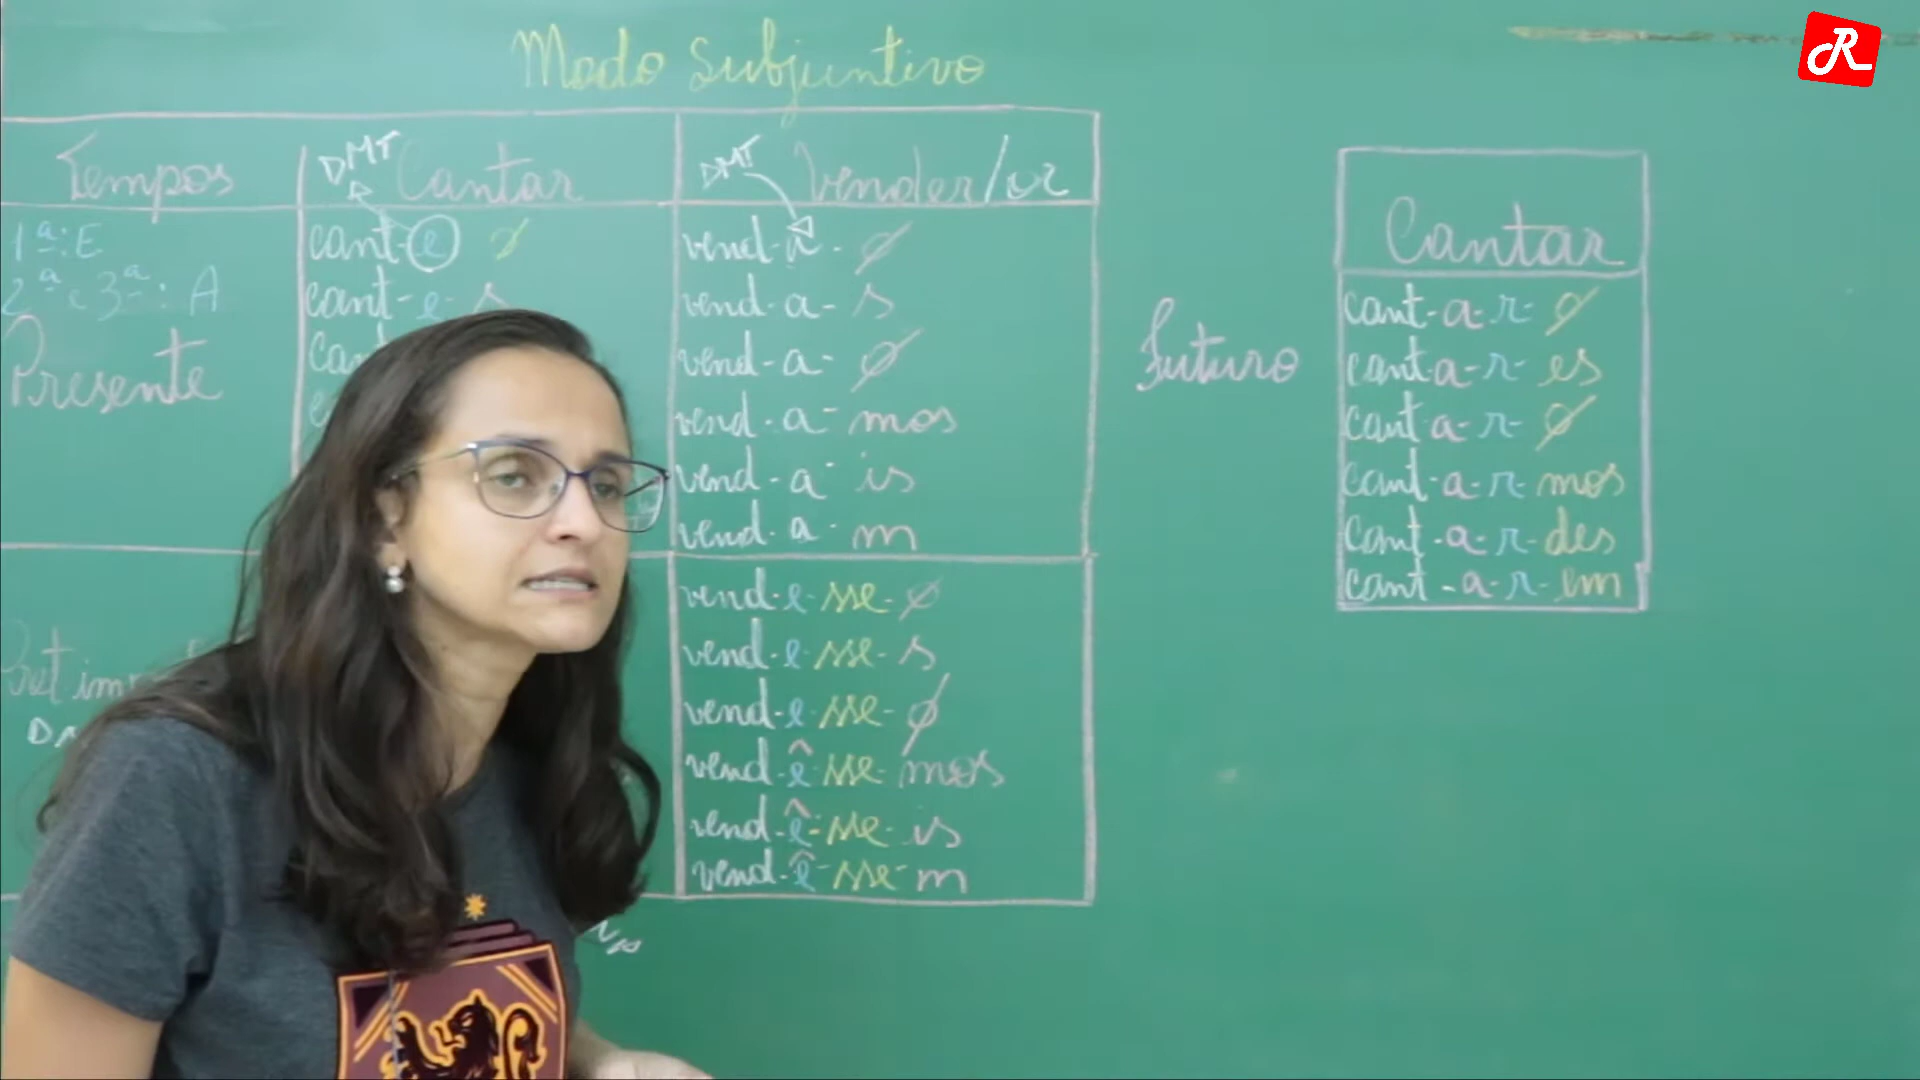 Modo Subjuntivo
Tempos
DMT Cantar
DMT Vender/or
1ª: E
2ª e 3ª: A
Presente
cant-e ∅
cant-e-s
vend-a-∅
vend-a-s
vend-a-∅
vend-a-mos
vend-a-is
vend-a-m
vend-e-sse-∅
vend-e-sse-s
vend-e-sse-∅
vend-ê-sse-mos
vend-ê-sse-is
vend-ê-sse-m
Futuro
Cantar
cant-a-r-∅
cant-a-r-es
cant-a-r-∅
cant-a-r-mos
cant-a-r-des
cant-a-r-em
R